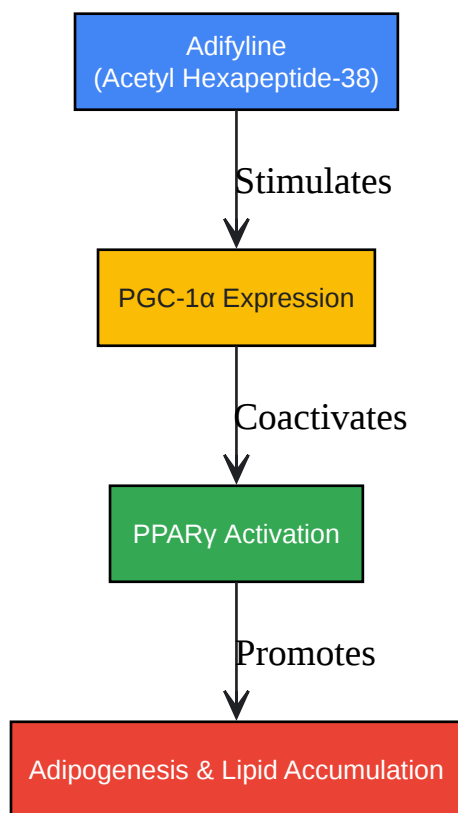 Adifyline
(Acetyl Hexapeptide-38)
Stimulates
PGC-1α Expression
Coactivates
PPARγ Activation
Promotes
Adipogenesis & Lipid Accumulation